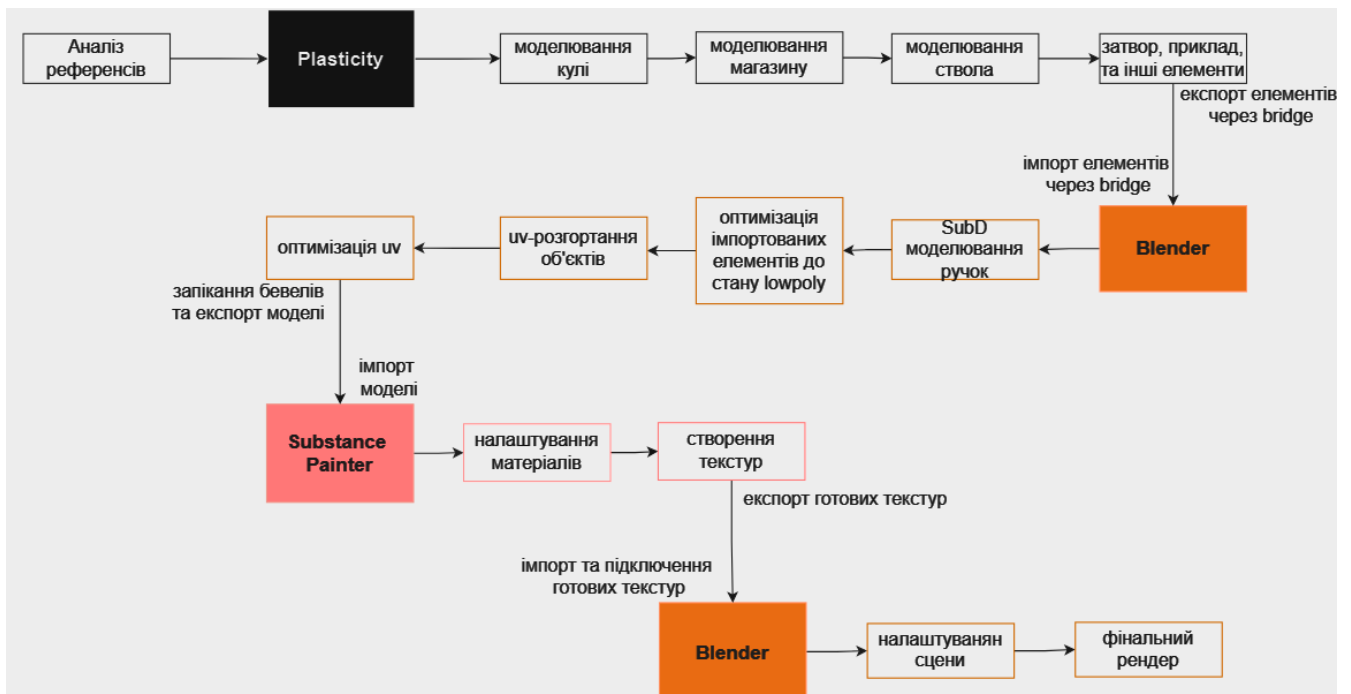 Аналіз
референсів
Plasticity
моделювання
кулі
моделювання
магазину
моделювання
ствола
затвор, приклад,
та інші елементи
експорт елементів
через bridge
імпорт елементів
через bridge
Blender
SubD
моделювання
ручок
оптимізація
імпортованих
елементів до
стану lowpoly
uv-розгортання
об'єктів
оптимізація uv
запікання бевелів
та експорт моделі
імпорт
моделі
Substance
Painter
налаштування
матеріалів
створення
текстур
експорт готових текстур
імпорт та підключення
готових текстур
Blender
налаштуванян
сцени
фінальний
рендер